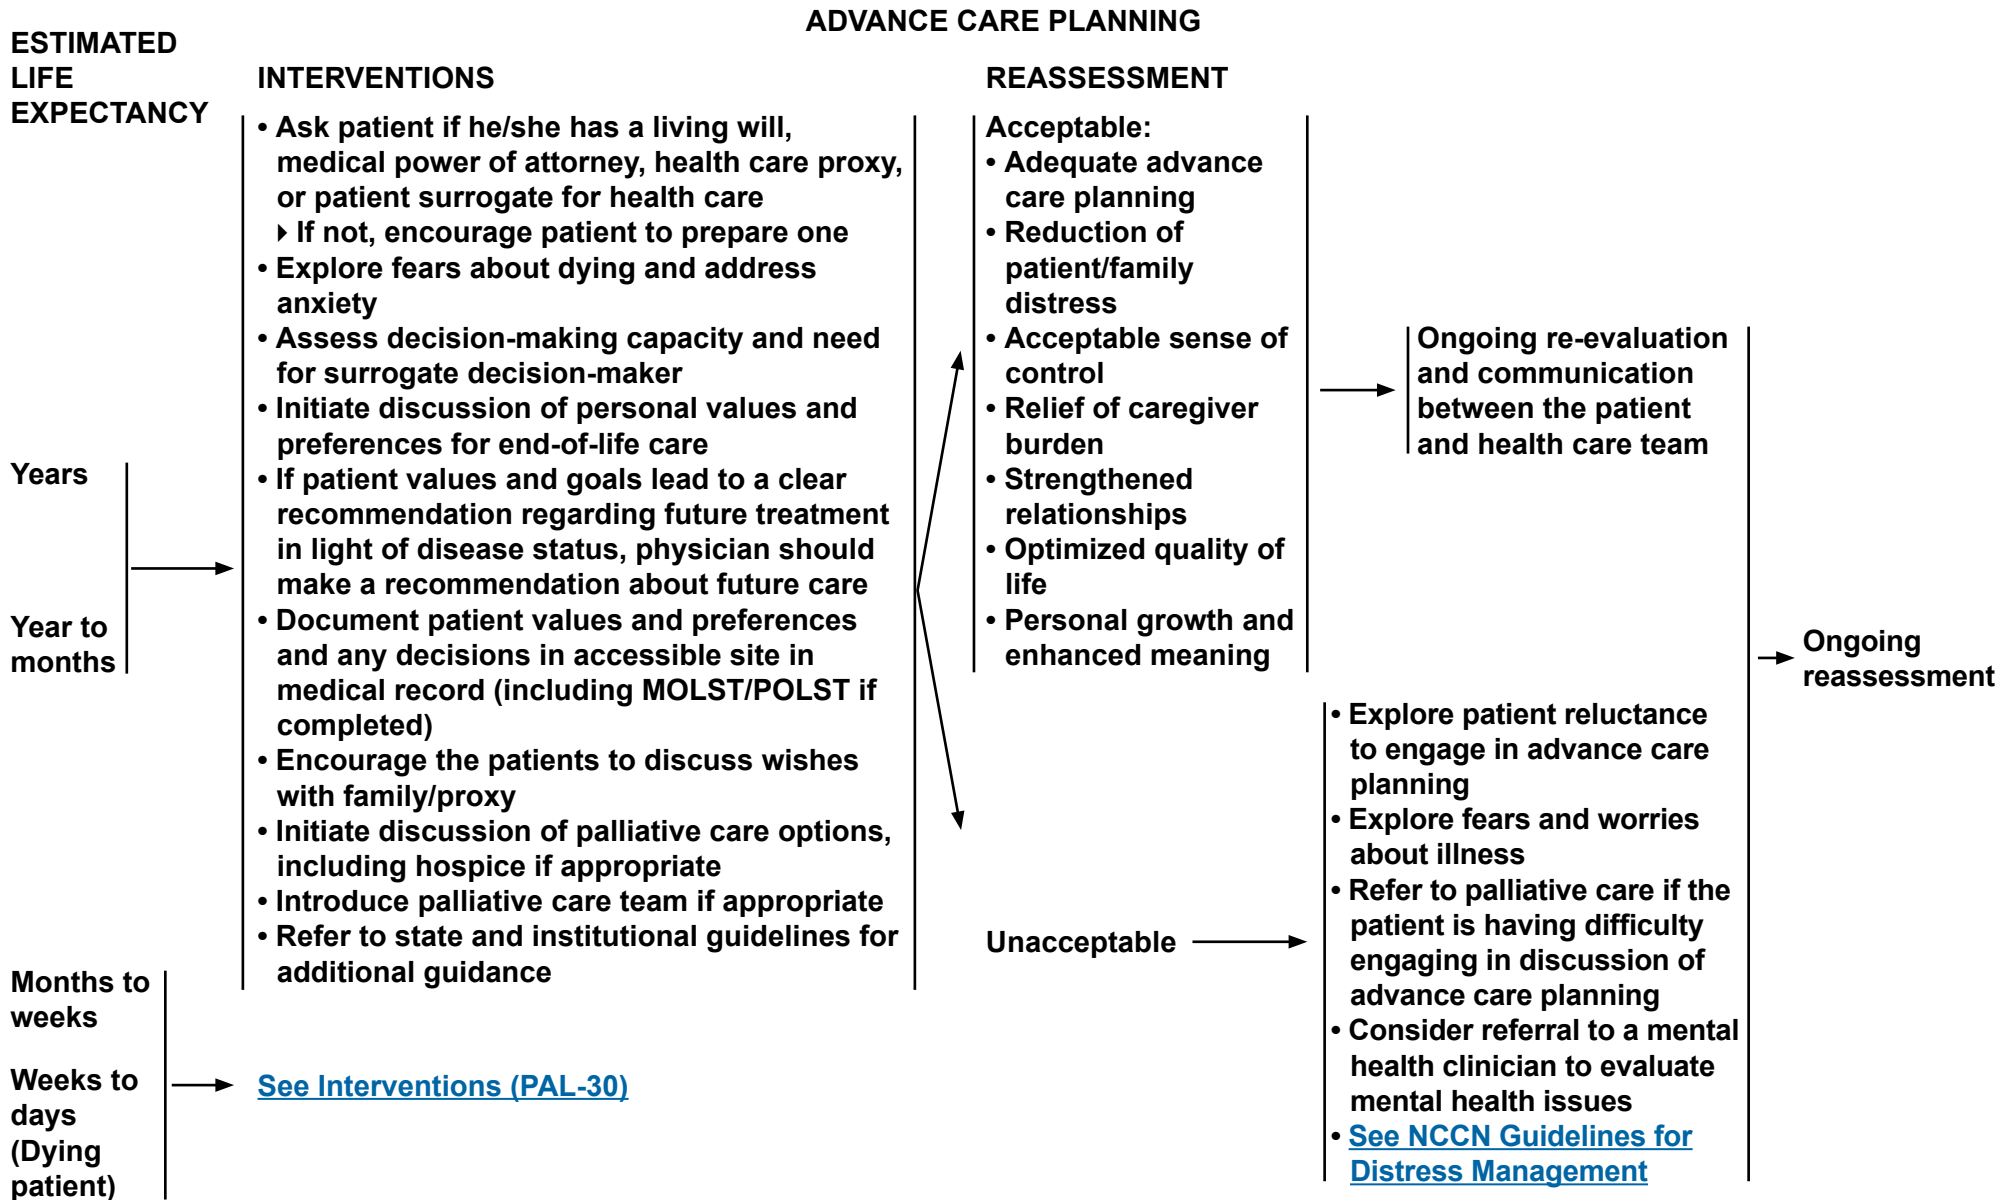 ADVANCE CARE PLANNING
ESTIMATED
LIFE
EXPECTANCY
INTERVENTIONS
REASSESSMENT
Years
Year to
months
• Ask patient if he/she has a living will,
medical power of attorney, health care proxy,
or patient surrogate for health care
▸ If not, encourage patient to prepare one
• Explore fears about dying and address
anxiety
• Assess decision-making capacity and need
for surrogate decision-maker
• Initiate discussion of personal values and
preferences for end-of-life care
• If patient values and goals lead to a clear
recommendation regarding future treatment
in light of disease status, physician should
make a recommendation about future care
• Document patient values and preferences
and any decisions in accessible site in
medical record (including MOLST/POLST if
completed)
• Encourage the patients to discuss wishes
with family/proxy
• Initiate discussion of palliative care options,
including hospice if appropriate
• Introduce palliative care team if appropriate
• Refer to state and institutional guidelines for
additional guidance
Acceptable:
• Adequate advance
care planning
• Reduction of
patient/family
distress
• Acceptable sense of
control
• Relief of caregiver
burden
• Strengthened
relationships
• Optimized quality of
life
• Personal growth and
enhanced meaning
Ongoing re-evaluation
and communication
between the patient
and health care team
Unacceptable
• Explore patient reluctance
to engage in advance care
planning
• Explore fears and worries
about illness
• Refer to palliative care if the
patient is having difficulty
engaging in discussion of
advance care planning
• Consider referral to a mental
health clinician to evaluate
mental health issues
• See NCCN Guidelines for
Distress Management
Ongoing
reassessment
Months to
weeks
Weeks to
days
(Dying
patient)
See Interventions (PAL-30)